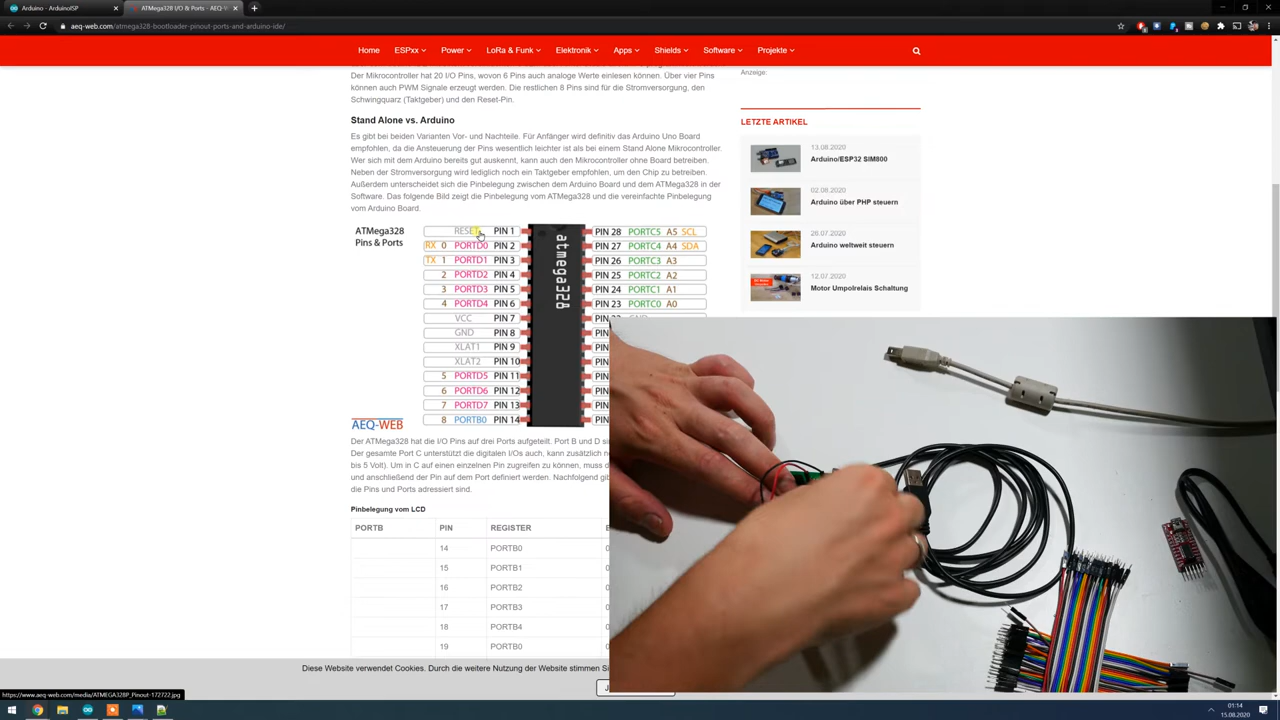 Arduino - ArduinoISP
ATMega328 I/O & Ports - AEQ-W
aeq-web.com/atmega328-bootloader-pinout-ports-and-arduino-ide/
Home
ESPxx
Power
LoRa & Funk
Elektronik
Apps
Shields
Software
Projekte
Der Mikrocontroller hat 20 I/O Pins, wovon 6 Pins auch analoge Werte einlesen können. Über vier Pins
können auch PWM Signale erzeugt werden. Die restlichen 8 Pins sind für die Stromversorgung, den
Schwingquarz (Taktgeber) und den Reset-Pin.
Stand Alone vs. Arduino
Es gibt bei beiden Varianten Vor- und Nachteile. Für Anfänger wird definitiv das Arduino Uno Board
empfohlen, da die Ansteuerung der Pins wesentlich leichter ist als bei einem Stand Alone Mikrocontroller.
Wer sich mit dem Arduino bereits gut auskennt, kann auch den Mikrocontroller ohne Board betreiben.
Neben der Stromversorgung wird lediglich noch ein Taktgeber empfohlen, um den Chip zu betreiben.
Außerdem unterscheidet sich die Pinbelegung zwischen dem Arduino Board und dem ATMega328 in der
Software. Das folgende Bild zeigt die Pinbelegung vom ATMega328 und die vereinfachte Pinbelegung
vom Arduino Board.
ATMega328
Pins & Ports
PIN 1
RX 0 PORTD0 PIN 2
TX 1 PORTD1 PIN 3
2 PORTD2 PIN 4
3 PORTD3 PIN 5
4 PORTD4 PIN 6
VCC PIN 7
GND PIN 8
XLAT1 PIN 9
XLAT2 PIN 10
5 PORTD5 PIN 11
6 PORTD6 PIN 12
7 PORTD7 PIN 13
8 PORTB0 PIN 14
atmega328
PIN 28 PORTC5 A5 SCL
PIN 27 PORTC4 A4 SDA
PIN 26 PORTC3 A3
PIN 25 PORTC2 A2
PIN 24 PORTC1 A1
PIN 23 PORTC0 A0
AEQ-WEB
Der ATMega328 hat die I/O Pins auf drei Ports aufgeteilt. Port B und D si
Der gesamte Port C unterstützt die digitalen I/Os auch, kann zusätzlich n
bis 5 Volt). Um in C auf einen einzelnen Pin zugreifen zu können, muss d
und anschließend der Pin auf dem Port definiert werden. Nachfolgend gib
die Pins und Ports adressiert sind.
Pinbelegung vom LCD
PORTB PIN REGISTER
14 PORTB0 0
15 PORTB1 0
16 PORTB2 0
17 PORTB3 0
18 PORTB4 0
19 PORTB0 0
Anzeige:
LETZTE ARTIKEL
13.08.2020
Arduino/ESP32 SIM800
02.08.2020
Arduino über PHP steuern
26.07.2020
Arduino weltweit steuern
12.07.2020
Motor Umpolrelais Schaltung
Diese Website verwendet Cookies. Durch die weitere Nutzung der Website stimmen Si
https://www.aeq-web.com/media/ATMEGA328P_Pinout-172722.jpg
01:14
15.08.2020